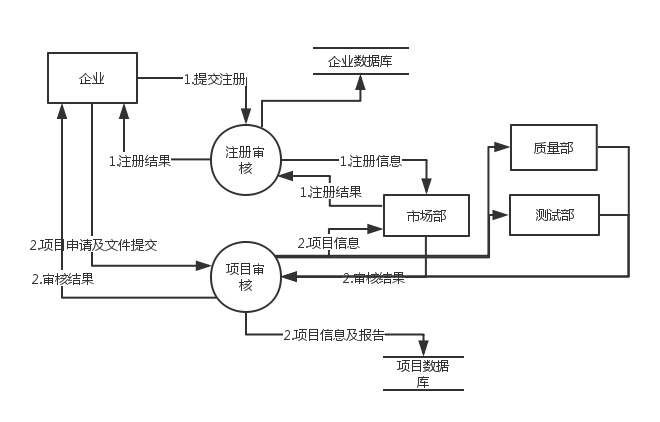 企业数据库
企业
1.提交注册
质量部
注册审
核
1.注册结果
1.注册信息
1.注册结果
市场部
测试部
2.项目申请及文件提交
2.项目信息
项目审
核
2.审核结果
2.审核结果
2.项目信息及报告
项目数据
库